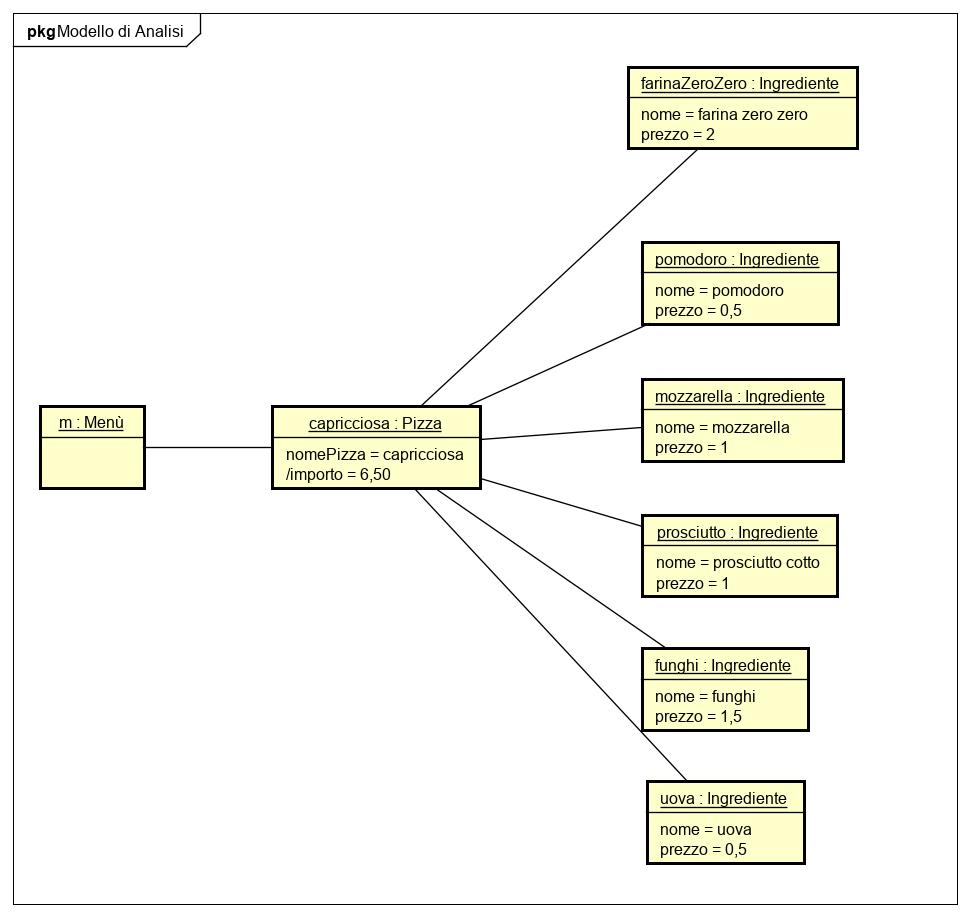 pkg Modello di Analisi
farinaZeroZero : Ingrediente
nome = farina zero zero
prezzo = 2
pomodoro : Ingrediente
nome = pomodoro
prezzo = 0,5
mozzarella : Ingrediente
nome = mozzarella
prezzo = 1
m : Menù
capricciosa : Pizza
nomePizza = capricciosa
/importo = 6,50
prosciutto : Ingrediente
nome = prosciutto cotto
prezzo = 1
funghi : Ingrediente
nome = funghi
prezzo = 1,5
uova : Ingrediente
nome = uova
prezzo = 0,5